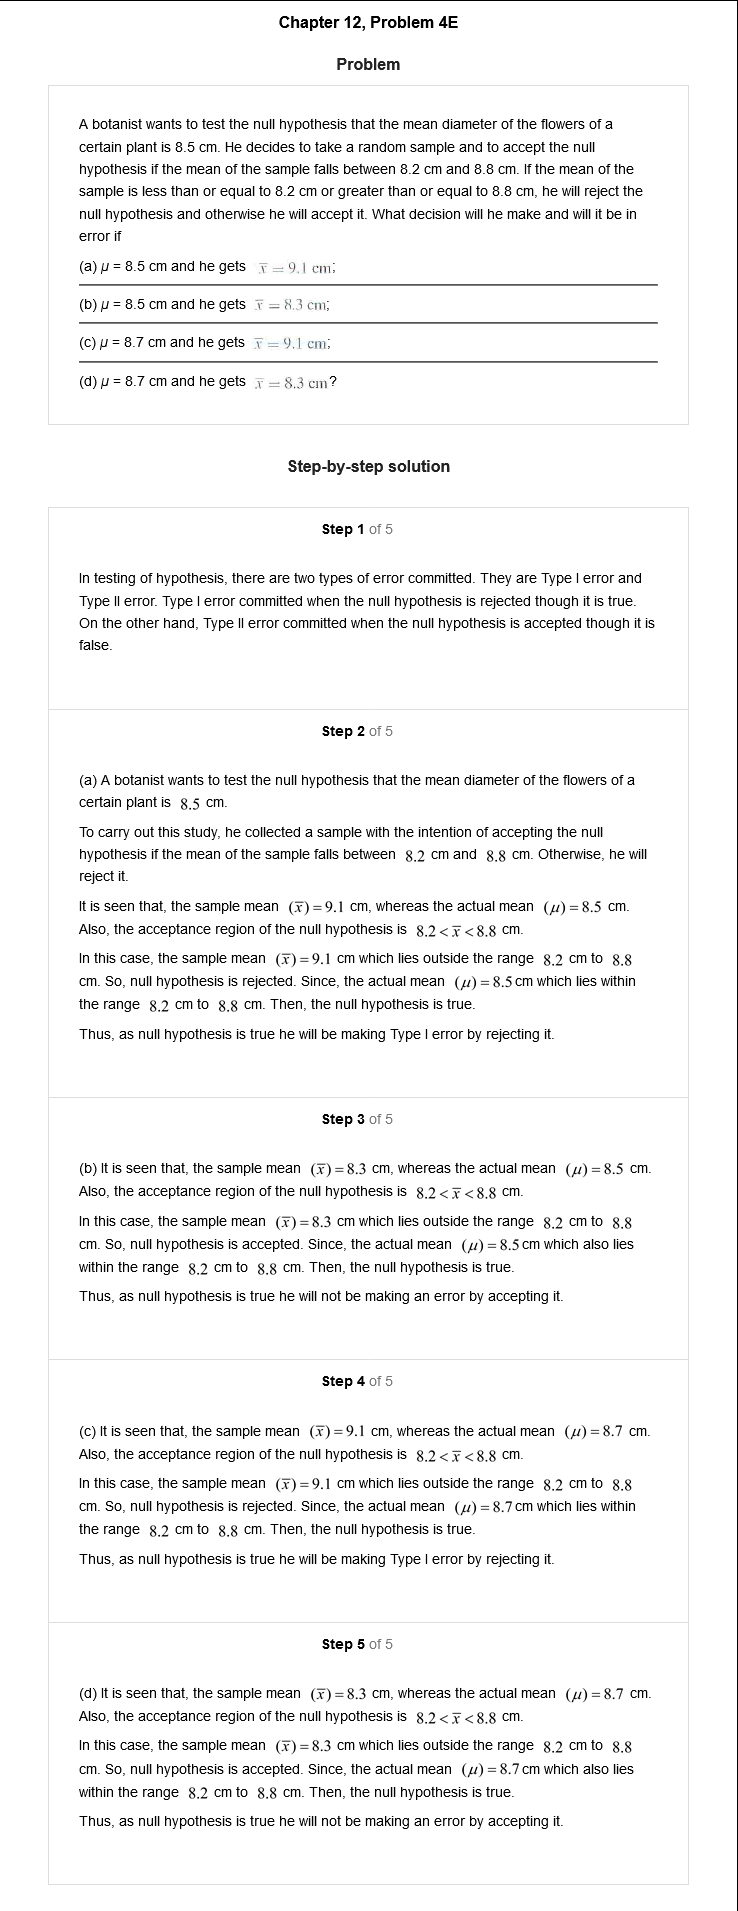 Chapter 12, Problem 4E
Problem
A botanist wants to test the null hypothesis that the mean diameter of the flowers of a
certain plant is 8.5 cm. He decides to take a random sample and to accept the null
hypothesis if the mean of the sample falls between 8.2 cm and 8.8 cm. If the mean of the
sample is less than or equal to 8.2 cm or greater than or equal to 8.8 cm, he will reject the
null hypothesis and otherwise he will accept it. What decision will he make and will it be in
error if
(a) μ = 8.5 cm and he gets x̅ = 9.1 cm;
(b) μ = 8.5 cm and he gets x̅ = 8.3 cm;
(c) μ = 8.7 cm and he gets x̅ = 9.1 cm;
(d) μ = 8.7 cm and he gets x̅ = 8.3 cm?
Step-by-step solution
Step 1 of 5
In testing of hypothesis, there are two types of error committed. They are Type I error and
Type II error. Type I error committed when the null hypothesis is rejected though it is true.
On the other hand, Type II error committed when the null hypothesis is accepted though it is
false.
Step 2 of 5
(a) A botanist wants to test the null hypothesis that the mean diameter of the flowers of a
certain plant is 8.5 cm.
To carry out this study, he collected a sample with the intention of accepting the null
hypothesis if the mean of the sample falls between 8.2 cm and 8.8 cm. Otherwise, he will
reject it.
It is seen that, the sample mean (x̅) = 9.1 cm, whereas the actual mean (μ) = 8.5 cm.
Also, the acceptance region of the null hypothesis is 8.2 < x̅ < 8.8 cm.
In this case, the sample mean (x̅) = 9.1 cm which lies outside the range 8.2 cm to 8.8
cm. So, null hypothesis is rejected. Since, the actual mean (μ) = 8.5 cm which lies within
the range 8.2 cm to 8.8 cm. Then, the null hypothesis is true.
Thus, as null hypothesis is true he will be making Type I error by rejecting it.
Step 3 of 5
(b) It is seen that, the sample mean (x̅) = 8.3 cm, whereas the actual mean (μ) = 8.5 cm.
Also, the acceptance region of the null hypothesis is 8.2 < x̅ < 8.8 cm.
In this case, the sample mean (x̅) = 8.3 cm which lies outside the range 8.2 cm to 8.8
cm. So, null hypothesis is accepted. Since, the actual mean (μ) = 8.5 cm which also lies
within the range 8.2 cm to 8.8 cm. Then, the null hypothesis is true.
Thus, as null hypothesis is true he will not be making an error by accepting it.
Step 4 of 5
(c) It is seen that, the sample mean (x̅) = 9.1 cm, whereas the actual mean (μ) = 8.7 cm.
Also, the acceptance region of the null hypothesis is 8.2 < x̅ < 8.8 cm.
In this case, the sample mean (x̅) = 9.1 cm which lies outside the range 8.2 cm to 8.8
cm. So, null hypothesis is rejected. Since, the actual mean (μ) = 8.7 cm which lies within
the range 8.2 cm to 8.8 cm. Then, the null hypothesis is true.
Thus, as null hypothesis is true he will be making Type I error by rejecting it.
Step 5 of 5
(d) It is seen that, the sample mean (x̅) = 8.3 cm, whereas the actual mean (μ) = 8.7 cm.
Also, the acceptance region of the null hypothesis is 8.2 < x̅ < 8.8 cm.
In this case, the sample mean (x̅) = 8.3 cm which lies outside the range 8.2 cm to 8.8
cm. So, null hypothesis is accepted. Since, the actual mean (μ) = 8.7 cm which also lies
within the range 8.2 cm to 8.8 cm. Then, the null hypothesis is true.
Thus, as null hypothesis is true he will not be making an error by accepting it.